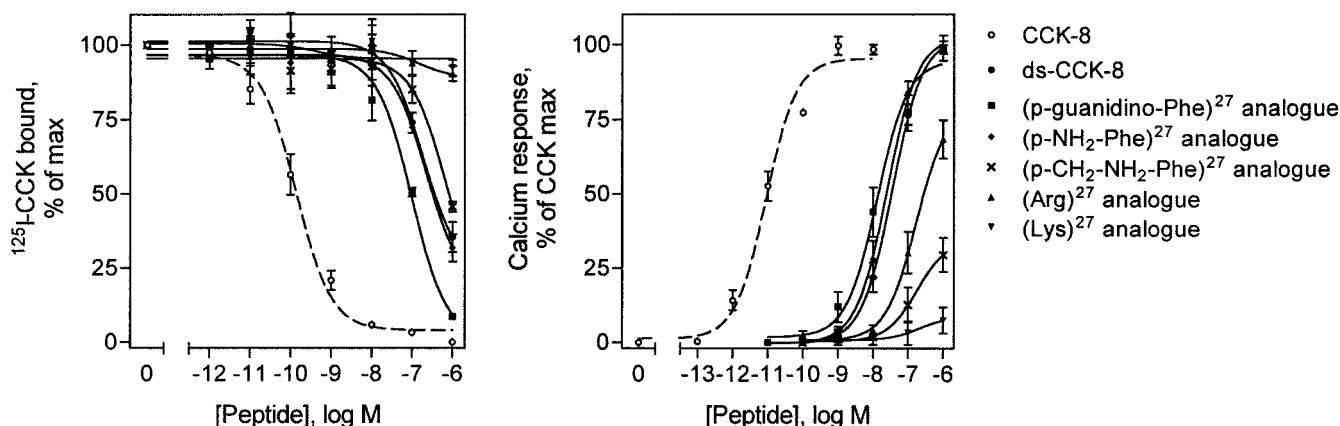 ¹²⁵I-CCK bound,
% of max
100
75
50
25
0
0 -12 -11 -10 -9 -8 -7 -6
[Peptide], log M
Calcium response,
% of CCK max
100
75
50
25
0
0 -13 -12 -11 -10 -9 -8 -7 -6
[Peptide], log M
CCK-8
ds-CCK-8
(p-guanidino-Phe)²⁷ analogue
(p-NH₂-Phe)²⁷ analogue
(p-CH₂-NH₂-Phe)²⁷ analogue
(Arg)²⁷ analogue
(Lys)²⁷ analogue